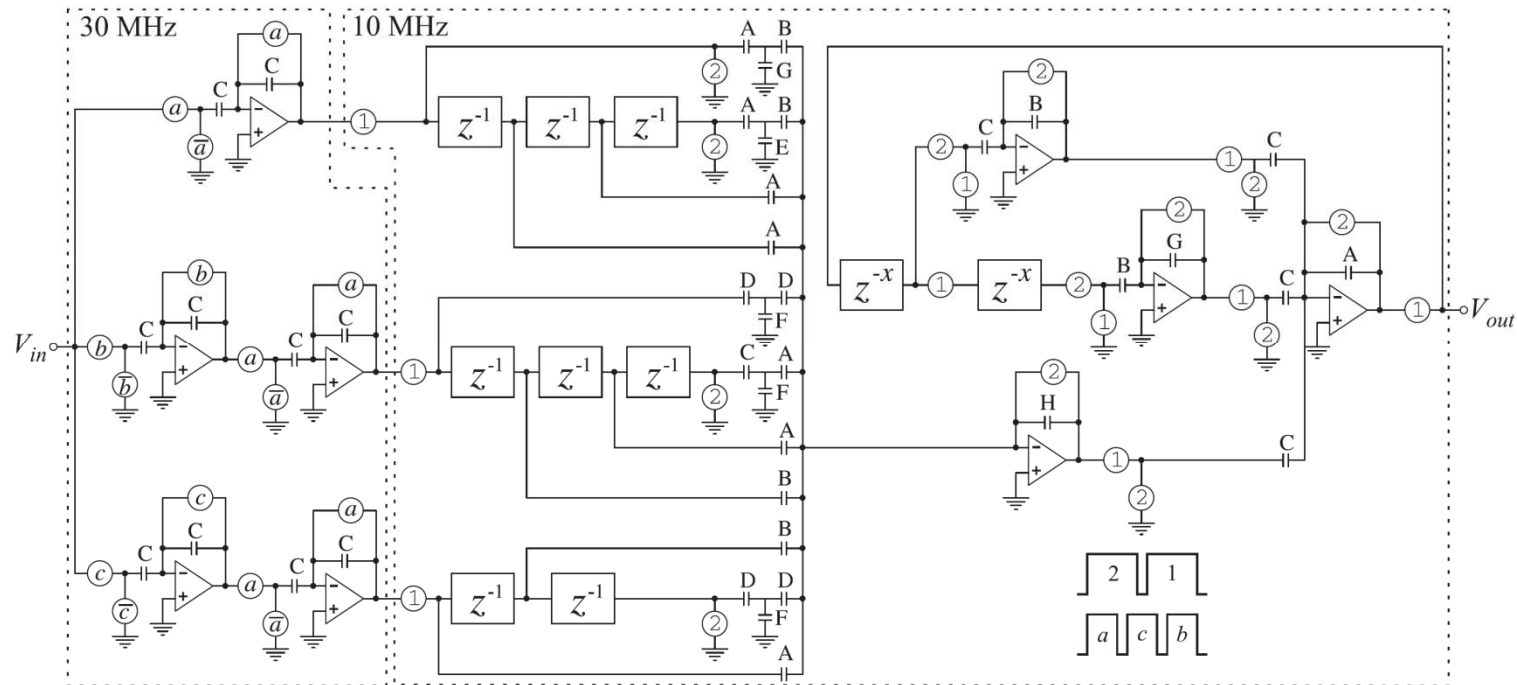 30 MHz
10 MHz
a
C
C
a
a̅
−
+
1
A B
2
G
z⁻¹ z⁻¹ z⁻¹
A B
2
E
A
A
2
B
C
2
1
−
+
1
C
2
2
G
z⁻ˣ 1 z⁻ˣ 2
B
1
−
+
1
C
2
2
A
−
+
1
V_out
V_in
b
C
C
b
b̅
−
+
a
C
C
a
a̅
−
+
1
D D
F
z⁻¹ z⁻¹ z⁻¹
C A
2
F
A
B
2
H
−
+
1
C
2
c
C
C
c
c̅
−
+
a
C
C
a
a̅
−
+
1
B
z⁻¹ z⁻¹
D D
2
F
A
2 1
a c b